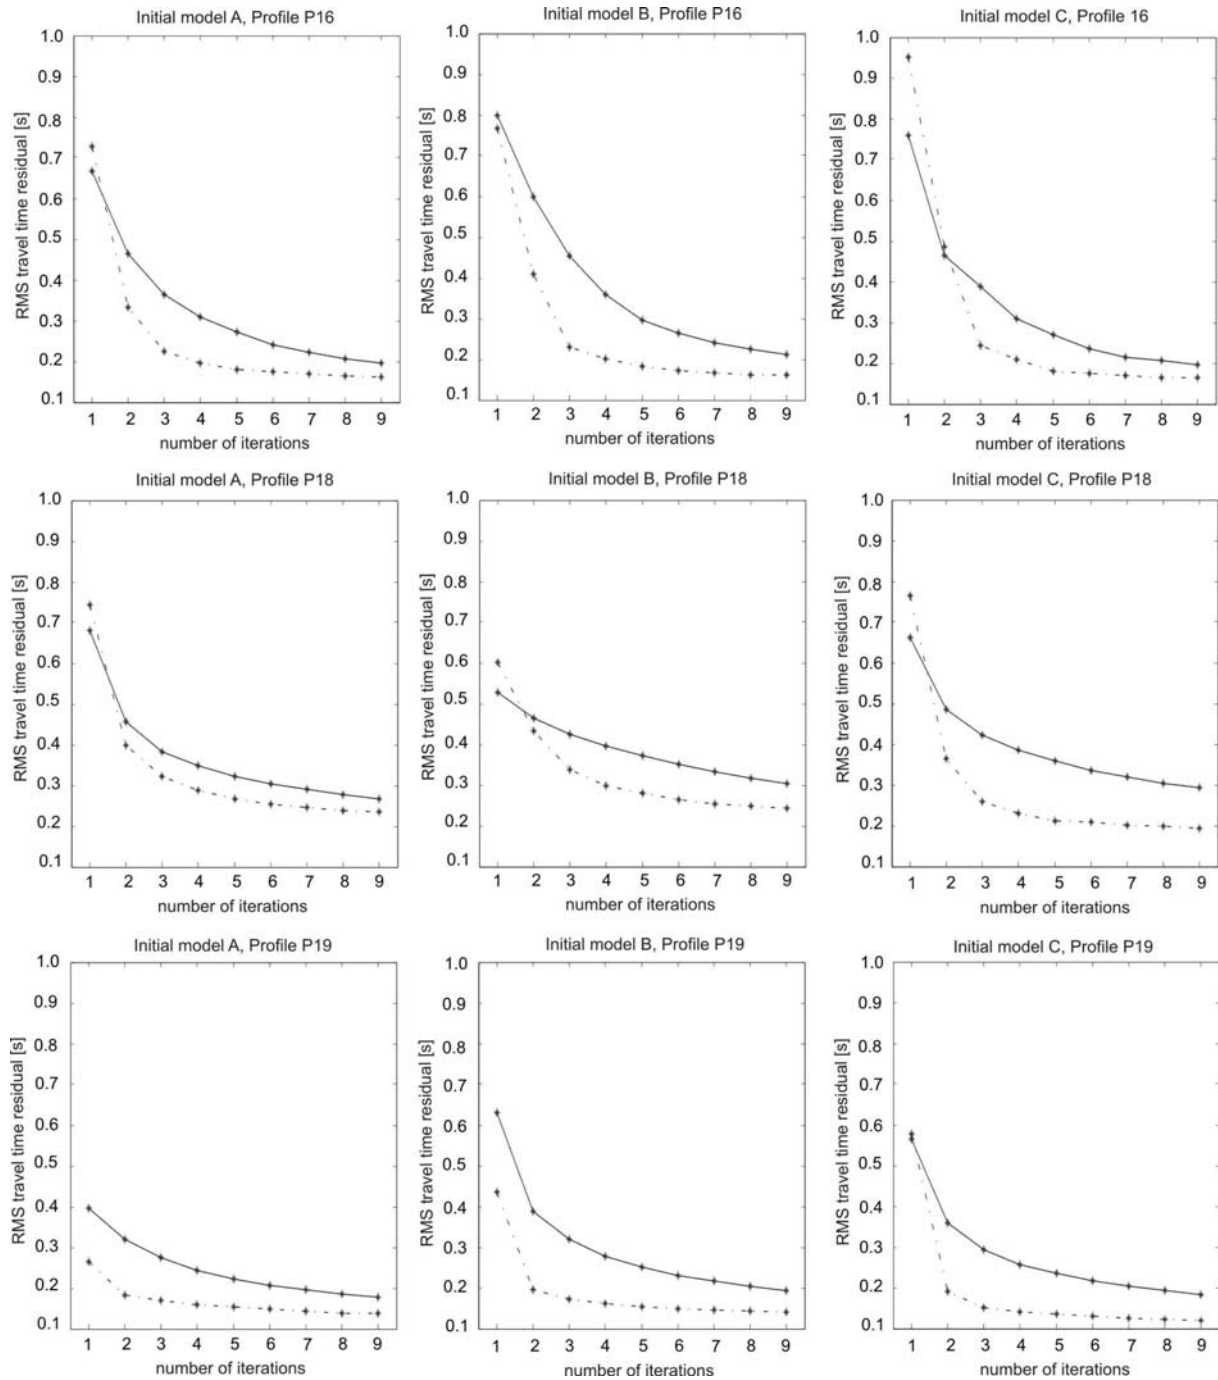 Initial model A, Profile P16
RMS travel time residual [s]
1.0
0.9
0.8
0.7
0.6
0.5
0.4
0.3
0.2
0.1
1 2 3 4 5 6 7 8 9
number of iterations
Initial model B, Profile P16
RMS travel time residual [s]
1.0
0.9
0.8
0.7
0.6
0.5
0.4
0.3
0.2
0.1
1 2 3 4 5 6 7 8 9
number of iterations
Initial model C, Profile 16
RMS travel time residual [s]
1.0
0.9
0.8
0.7
0.6
0.5
0.4
0.3
0.2
0.1
1 2 3 4 5 6 7 8 9
number of iterations
Initial model A, Profile P18
RMS travel time residual [s]
1.0
0.9
0.8
0.7
0.6
0.5
0.4
0.3
0.2
0.1
1 2 3 4 5 6 7 8 9
number of iterations
Initial model B, Profile P18
RMS travel time residual [s]
1.0
0.9
0.8
0.7
0.6
0.5
0.4
0.3
0.2
0.1
1 2 3 4 5 6 7 8 9
number of iterations
Initial model C, Profile P18
RMS travel time residual [s]
1.0
0.9
0.8
0.7
0.6
0.5
0.4
0.3
0.2
0.1
1 2 3 4 5 6 7 8 9
number of iterations
Initial model A, Profile P19
RMS travel time residual [s]
1.0
0.9
0.8
0.7
0.6
0.5
0.4
0.3
0.2
0.1
1 2 3 4 5 6 7 8 9
number of iterations
Initial model B, Profile P19
RMS travel time residual [s]
1.0
0.9
0.8
0.7
0.6
0.5
0.4
0.3
0.2
0.1
1 2 3 4 5 6 7 8 9
number of iterations
Initial model C, Profile P19
RMS travel time residual [s]
1.0
0.9
0.8
0.7
0.6
0.5
0.4
0.3
0.2
0.1
1 2 3 4 5 6 7 8 9
number of iterations